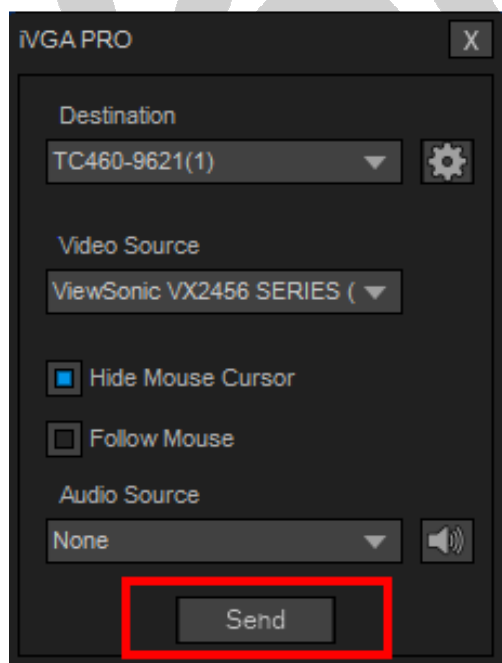 iVGA PRO
X
Destination
TC460-9621(1)
Video Source
ViewSonic VX2456 SERIES (
Hide Mouse Cursor
Follow Mouse
Audio Source
None
Send